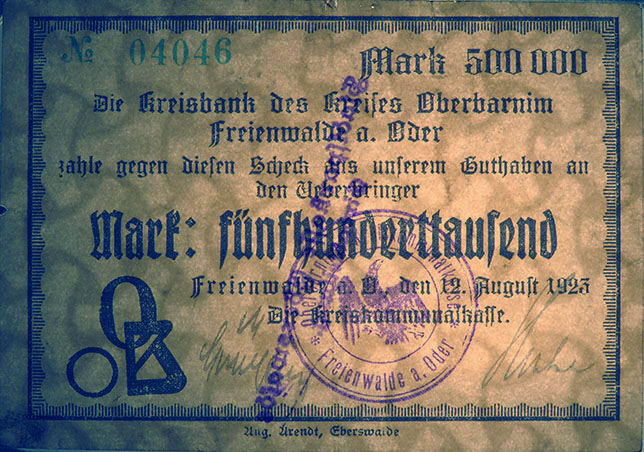 № 04046
Mark 500 000
Die Kreisbank des Kreises Oberbarnim
Freienwalde a. Oder
zahle gegen diesen Scheck aus unserem Guthaben an
den Ueberbringer
Mark: fünfhunderttausend
Freienwalde a. O., den 12. August 1923
Die Kreiskommunalkasse.
Freienwalde a. Oder
Aug. Arendt, Eberswalde